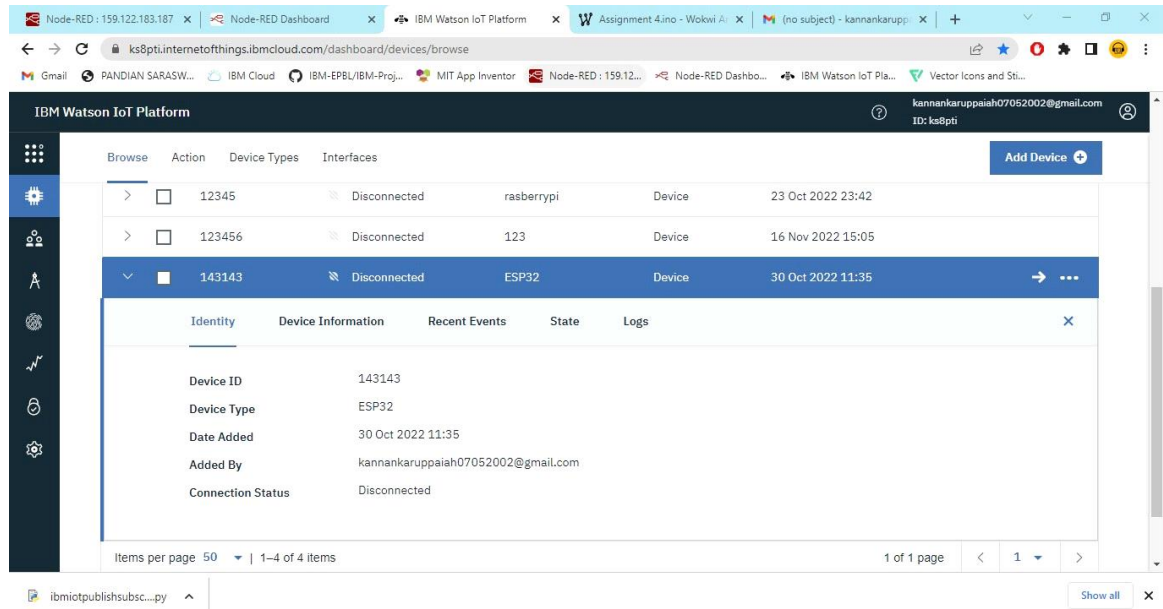 Node-RED : 159.122.183.187
Node-RED Dashboard
IBM Watson IoT Platform
Assignment 4.ino - Wokwi A
(no subject) - kannankarupp
ks8pti.internetofthings.ibmcloud.com/dashboard/devices/browse
Gmail PANDIAN SARASW... IBM Cloud IBM-EPBL/IBM-Proj... MIT App Inventor Node-RED : 159.12... Node-RED Dashbo... IBM Watson IoT Pla... Vector Icons and Sti...
IBM Watson IoT Platform
kannankaruppaiah07052002@gmail.com
ID: ks8pti
Browse Action Device Types Interfaces
Add Device
12345 Disconnected rasberrypi Device 23 Oct 2022 23:42
123456 Disconnected 123 Device 16 Nov 2022 15:05
143143 Disconnected ESP32 Device 30 Oct 2022 11:35
Identity Device Information Recent Events State Logs
Device ID 143143
Device Type ESP32
Date Added 30 Oct 2022 11:35
Added By kannankaruppaiah07052002@gmail.com
Connection Status Disconnected
Items per page 50 | 1–4 of 4 items
1 of 1 page < 1 >
ibmiotpublishsubsc....py
Show all